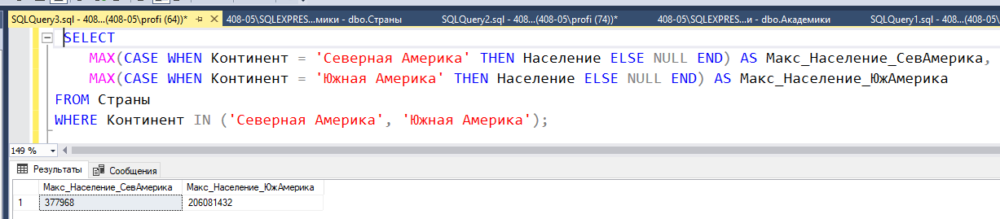 SQLQuery3.sql - 408...(408-05\profi (64))* 408-05\SQLEXPRES...мики - dbo.Страны SQLQuery2.sql - 408...(408-05\profi (74))* 408-05\SQLEXPRES...и - dbo.Академики SQLQuery1.sql - 408...(408-05\
SELECT
MAX(CASE WHEN Континент = 'Северная Америка' THEN Население ELSE NULL END) AS Макс_Население_СевАмерика,
MAX(CASE WHEN Континент = 'Южная Америка' THEN Население ELSE NULL END) AS Макс_Население_ЮжАмерика
FROM Страны
WHERE Континент IN ('Северная Америка', 'Южная Америка');
149 %
Результаты Сообщения
Макс_Население_СевАмерика Макс_Население_ЮжАмерика
1 377968 206081432